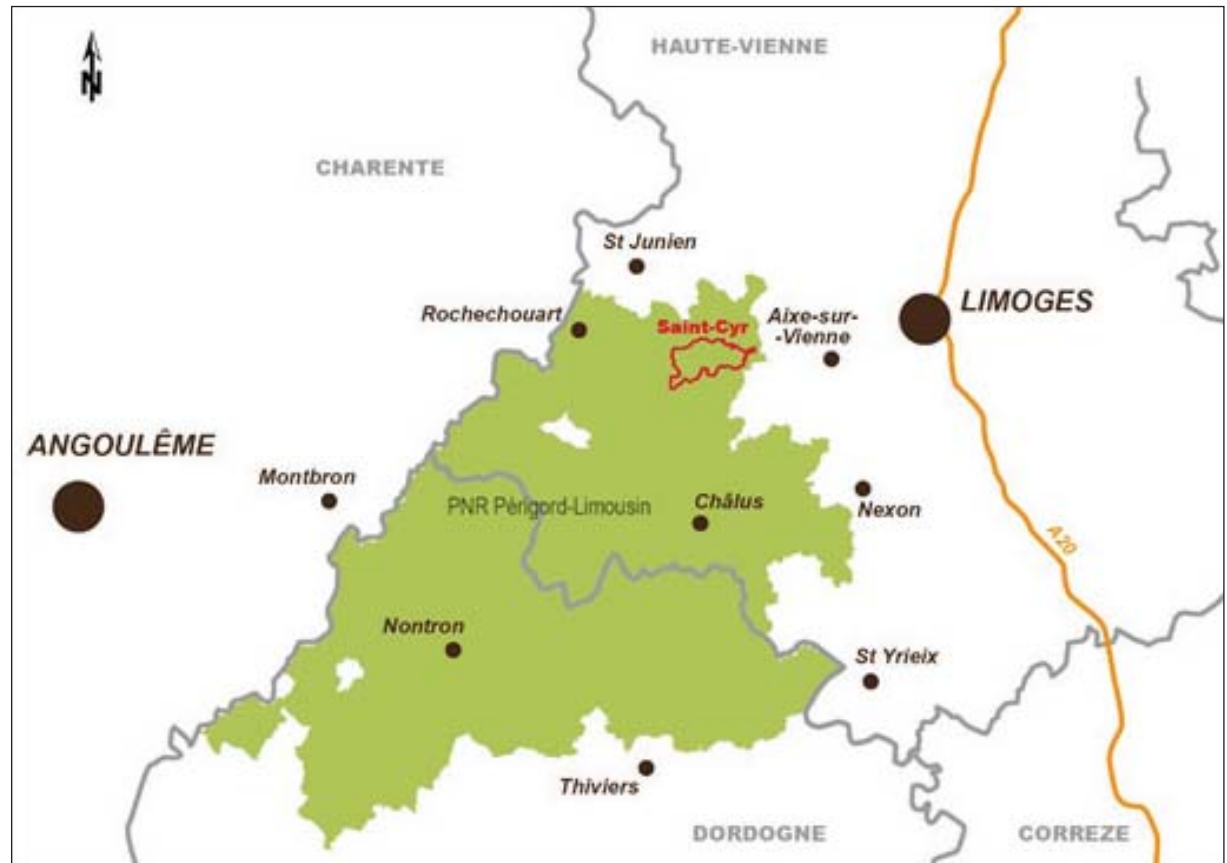 N
HAUTE-VIENNE
CHARENTE
St Junien
Rochechouart
Saint-Cyr
Aixe-sur-
-Vienne
LIMOGES
ANGOULÊME
Montbron
PNR Périgord-Limousin
Châlus
Nexon
A20
Nontron
St Yrieix
Thiviers
DORDOGNE
CORREZE